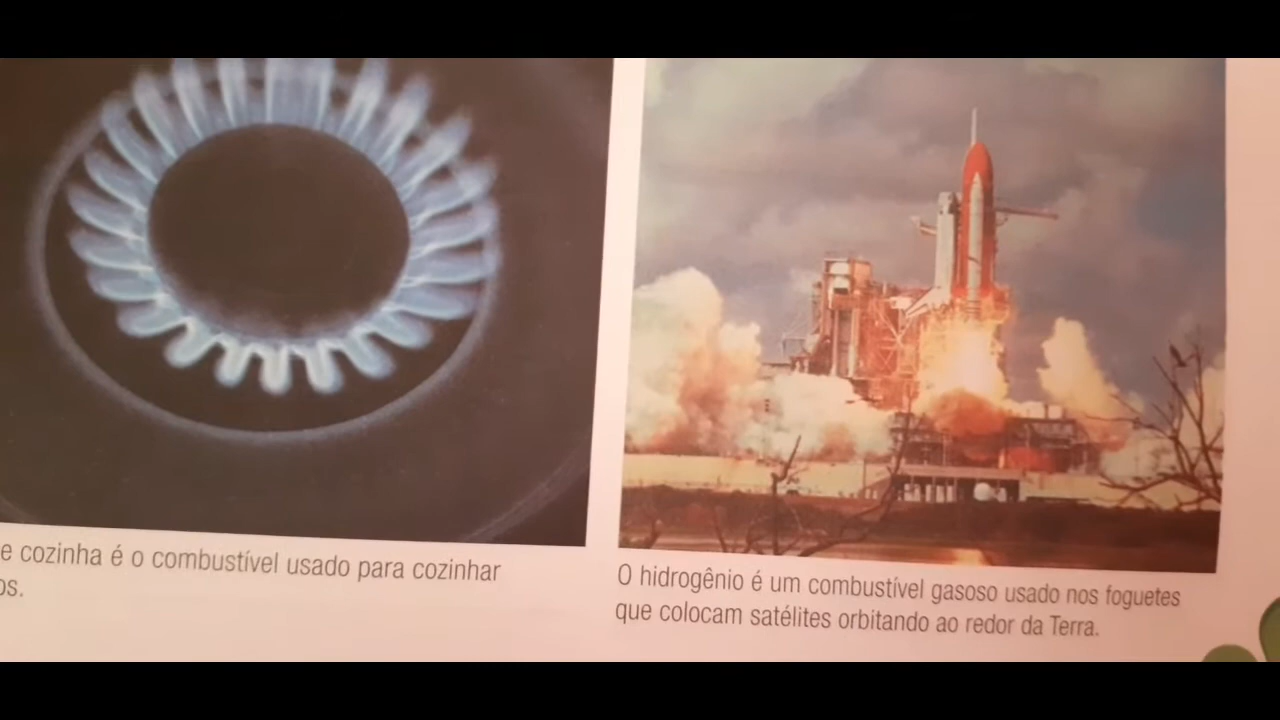 e cozinha é o combustível usado para cozinhar
os.
O hidrogênio é um combustível gasoso usado nos foguetes
que colocam satélites orbitando ao redor da Terra.